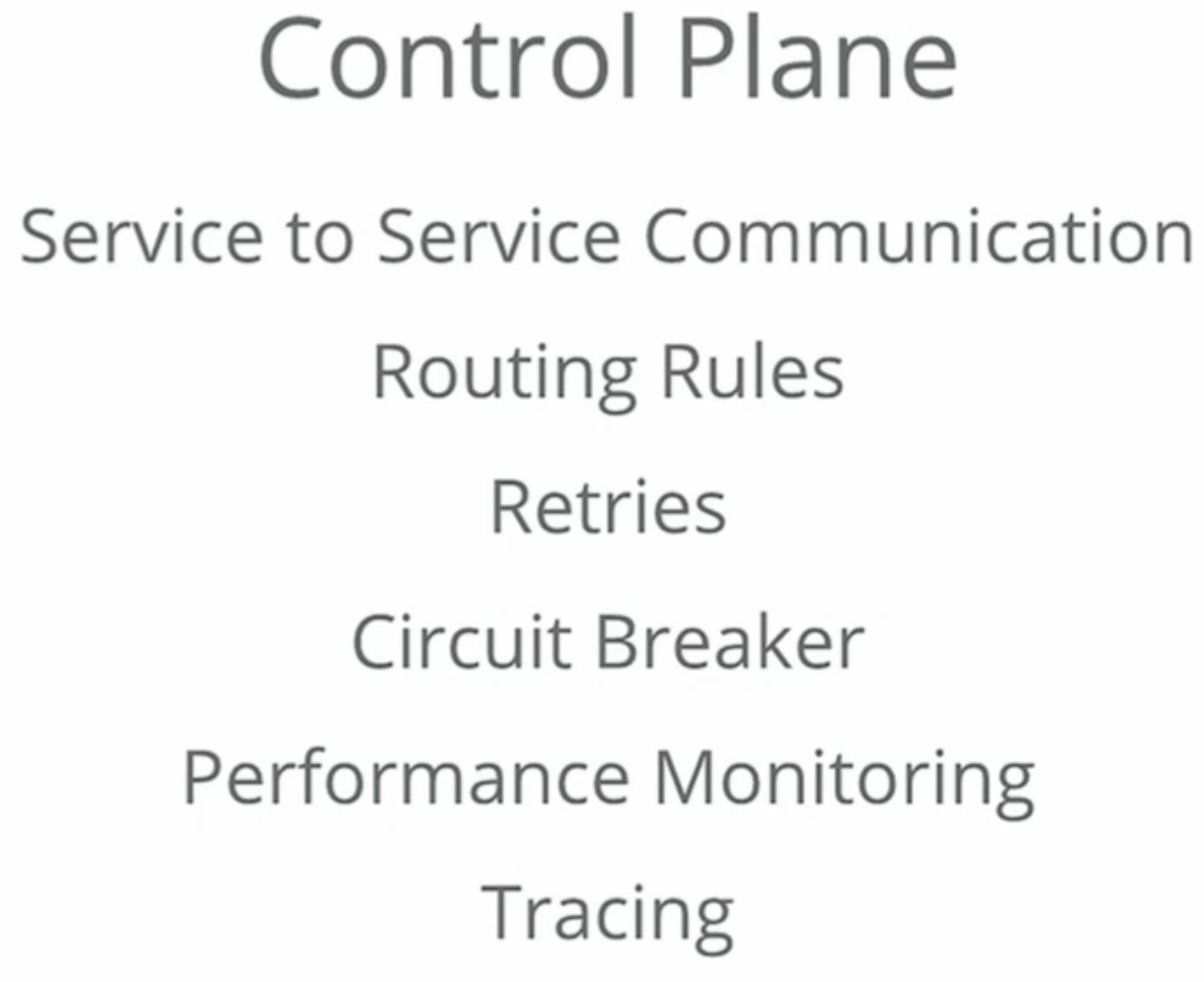 Control Plane
Service to Service Communication
Routing Rules
Retries
Circuit Breaker
Performance Monitoring
Tracing